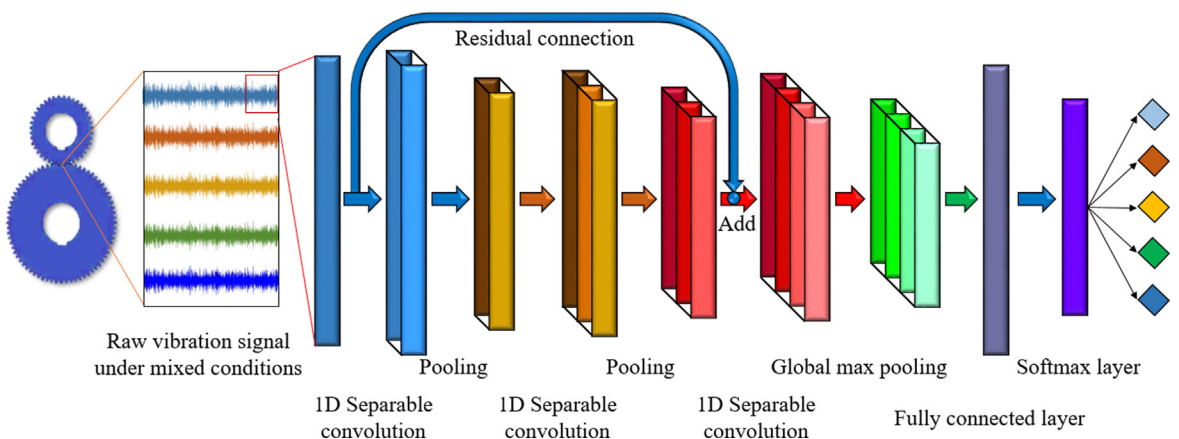 Residual connection
Add
Raw vibration signal
under mixed conditions
Pooling
Pooling
Global max pooling
Softmax layer
1D Separable
convolution
1D Separable
convolution
1D Separable
convolution
Fully connected layer